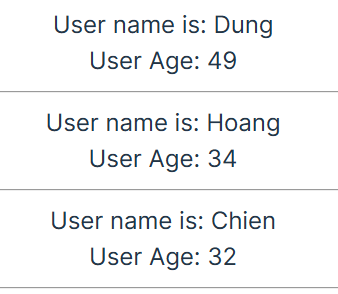 User name is: Dung
User Age: 49
User name is: Hoang
User Age: 34
User name is: Chien
User Age: 32